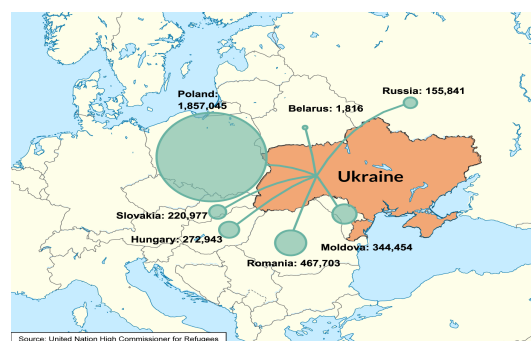 Poland:
1,857,045
Russia: 155,841
Belarus: 1,816
Ukraine
Slovakia: 220,977
Hungary: 272,943
Moldova: 344,454
Romania: 467,703
Source: United Nation High Commissioner for Refugees